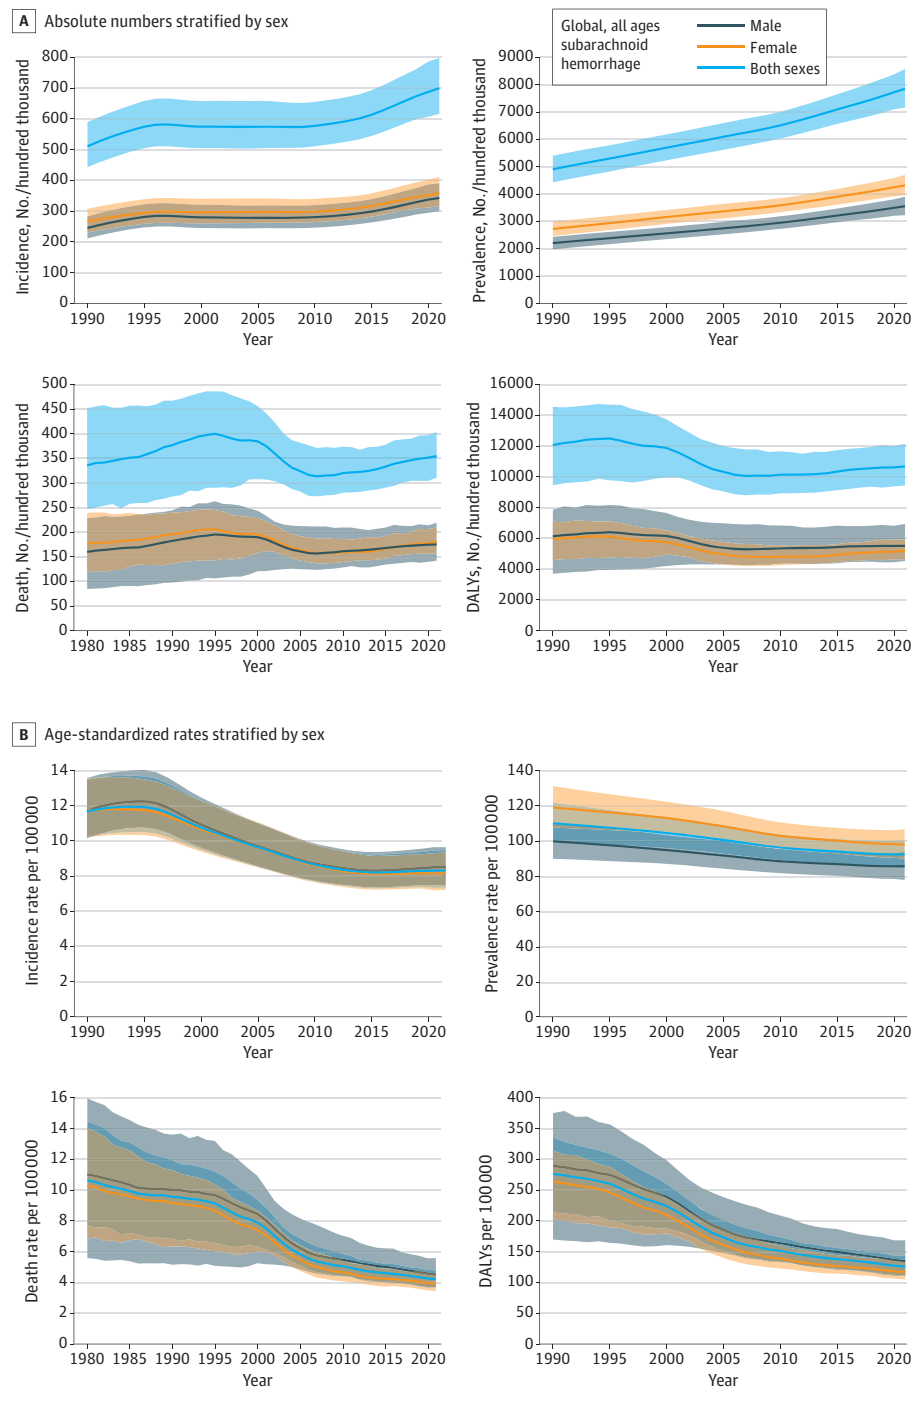 A Absolute numbers stratified by sex
Global, all ages
subarachnoid
hemorrhage
Male
Female
Both sexes
Incidence, No./hundred thousand
800
700
600
500
400
300
200
100
0
1990 1995 2000 2005 2010 2015 2020
Year
Prevalence, No./hundred thousand
9000
8000
7000
6000
5000
4000
3000
2000
1000
0
1990 1995 2000 2005 2010 2015 2020
Year
Death, No./hundred thousand
500
450
400
350
300
250
200
150
100
50
0
1980 1985 1990 1995 2000 2005 2010 2015 2020
Year
DALYs, No./hundred thousand
16000
14000
12000
10000
8000
6000
4000
2000
0
1990 1995 2000 2005 2010 2015 2020
Year
B Age-standardized rates stratified by sex
Incidence rate per 100000
14
12
10
8
6
4
2
0
1990 1995 2000 2005 2010 2015 2020
Year
Prevalence rate per 100000
140
120
100
80
60
40
20
0
1990 1995 2000 2005 2010 2015 2020
Year
Death rate per 100000
16
14
12
10
8
6
4
2
0
1980 1985 1990 1995 2000 2005 2010 2015 2020
Year
DALYs per 100000
400
350
300
250
200
150
100
50
0
1990 1995 2000 2005 2010 2015 2020
Year